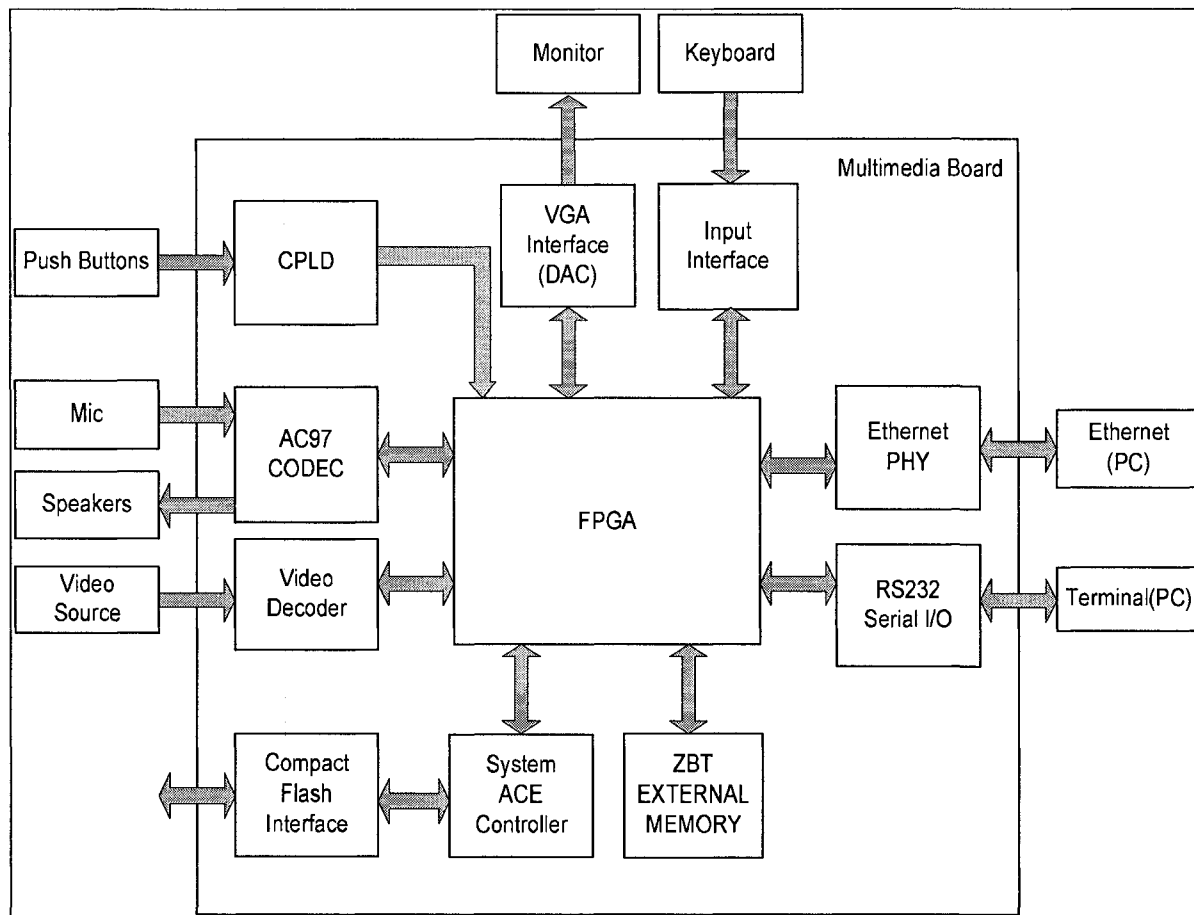 Monitor
Keyboard
Multimedia Board
VGA
Interface
(DAC)
Input
Interface
Push Buttons
CPLD
Mic
AC97
CODEC
Speakers
FPGA
Ethernet
PHY
Ethernet
(PC)
Video
Source
Video
Decoder
RS232
Serial I/O
Terminal(PC)
Compact
Flash
Interface
System
ACE
Controller
ZBT
EXTERNAL
MEMORY